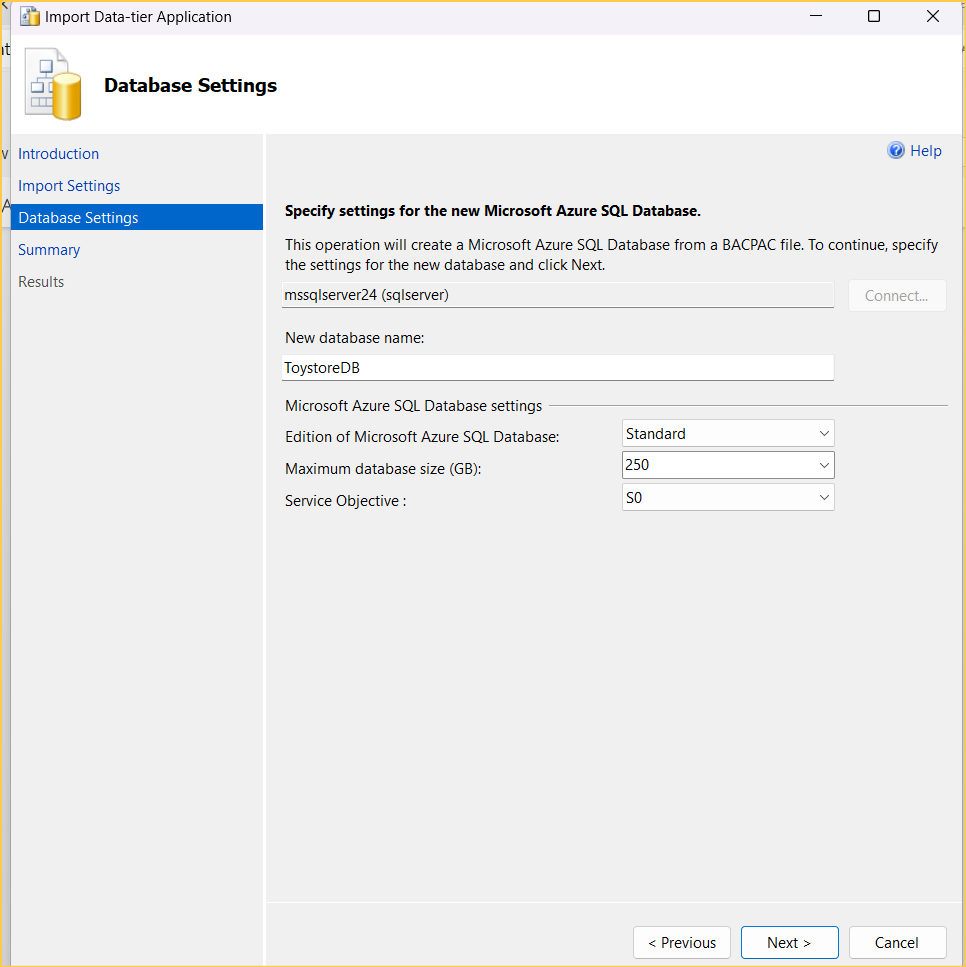 Import Data-tier Application
Database Settings
Introduction
Import Settings
Database Settings
Summary
Results
Help
Specify settings for the new Microsoft Azure SQL Database.
This operation will create a Microsoft Azure SQL Database from a BACPAC file. To continue, specify
the settings for the new database and click Next.
mssqlserver24 (sqlserver)
Connect...
New database name:
ToystoreDB
Microsoft Azure SQL Database settings
Edition of Microsoft Azure SQL Database:
Standard
Maximum database size (GB):
250
Service Objective :
S0
< Previous
Next >
Cancel